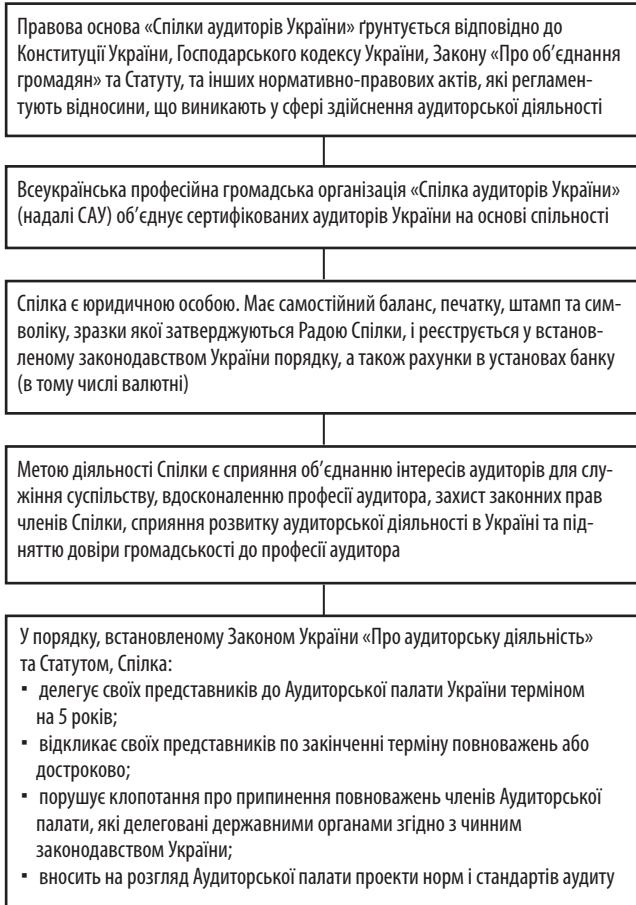 Правова основа «Спілки аудиторів України» ґрунтується відповідно до
Конституції України, Господарського кодексу України, Закону «Про об’єднання
громадян» та Статуту, та інших нормативно-правових актів, які регламен-
тують відносини, що виникають у сфері здійснення аудиторської діяльності
Всеукраїнська професійна громадська організація «Спілка аудиторів України»
(надалі САУ) об’єднує сертифікованих аудиторів України на основі спільності
Спілка є юридичною особою. Має самостійний баланс, печатку, штамп та сим-
воліку, зразки якої затверджуються Радою Спілки, і реєструється у встанов-
леному законодавством України порядку, а також рахунки в установах банку
(в тому числі валютні)
Метою діяльності Спілки є сприяння об’єднанню інтересів аудиторів для слу-
жіння суспільству, вдосконаленню професії аудитора, захист законних прав
членів Спілки, сприяння розвитку аудиторської діяльності в Україні та під-
няттю довіри громадськості до професії аудитора
У порядку, встановленому Законом України «Про аудиторську діяльність»
та Статутом, Спілка:
▪ делегує своїх представників до Аудиторської палати України терміном
на 5 років;
▪ відкликає своїх представників по закінченні терміну повноважень або
достроково;
▪ порушує клопотання про припинення повноважень членів Аудиторської
палати, які делеговані державними органами згідно з чинним
законодавством України;
▪ вносить на розгляд Аудиторської палати проекти норм і стандартів аудиту